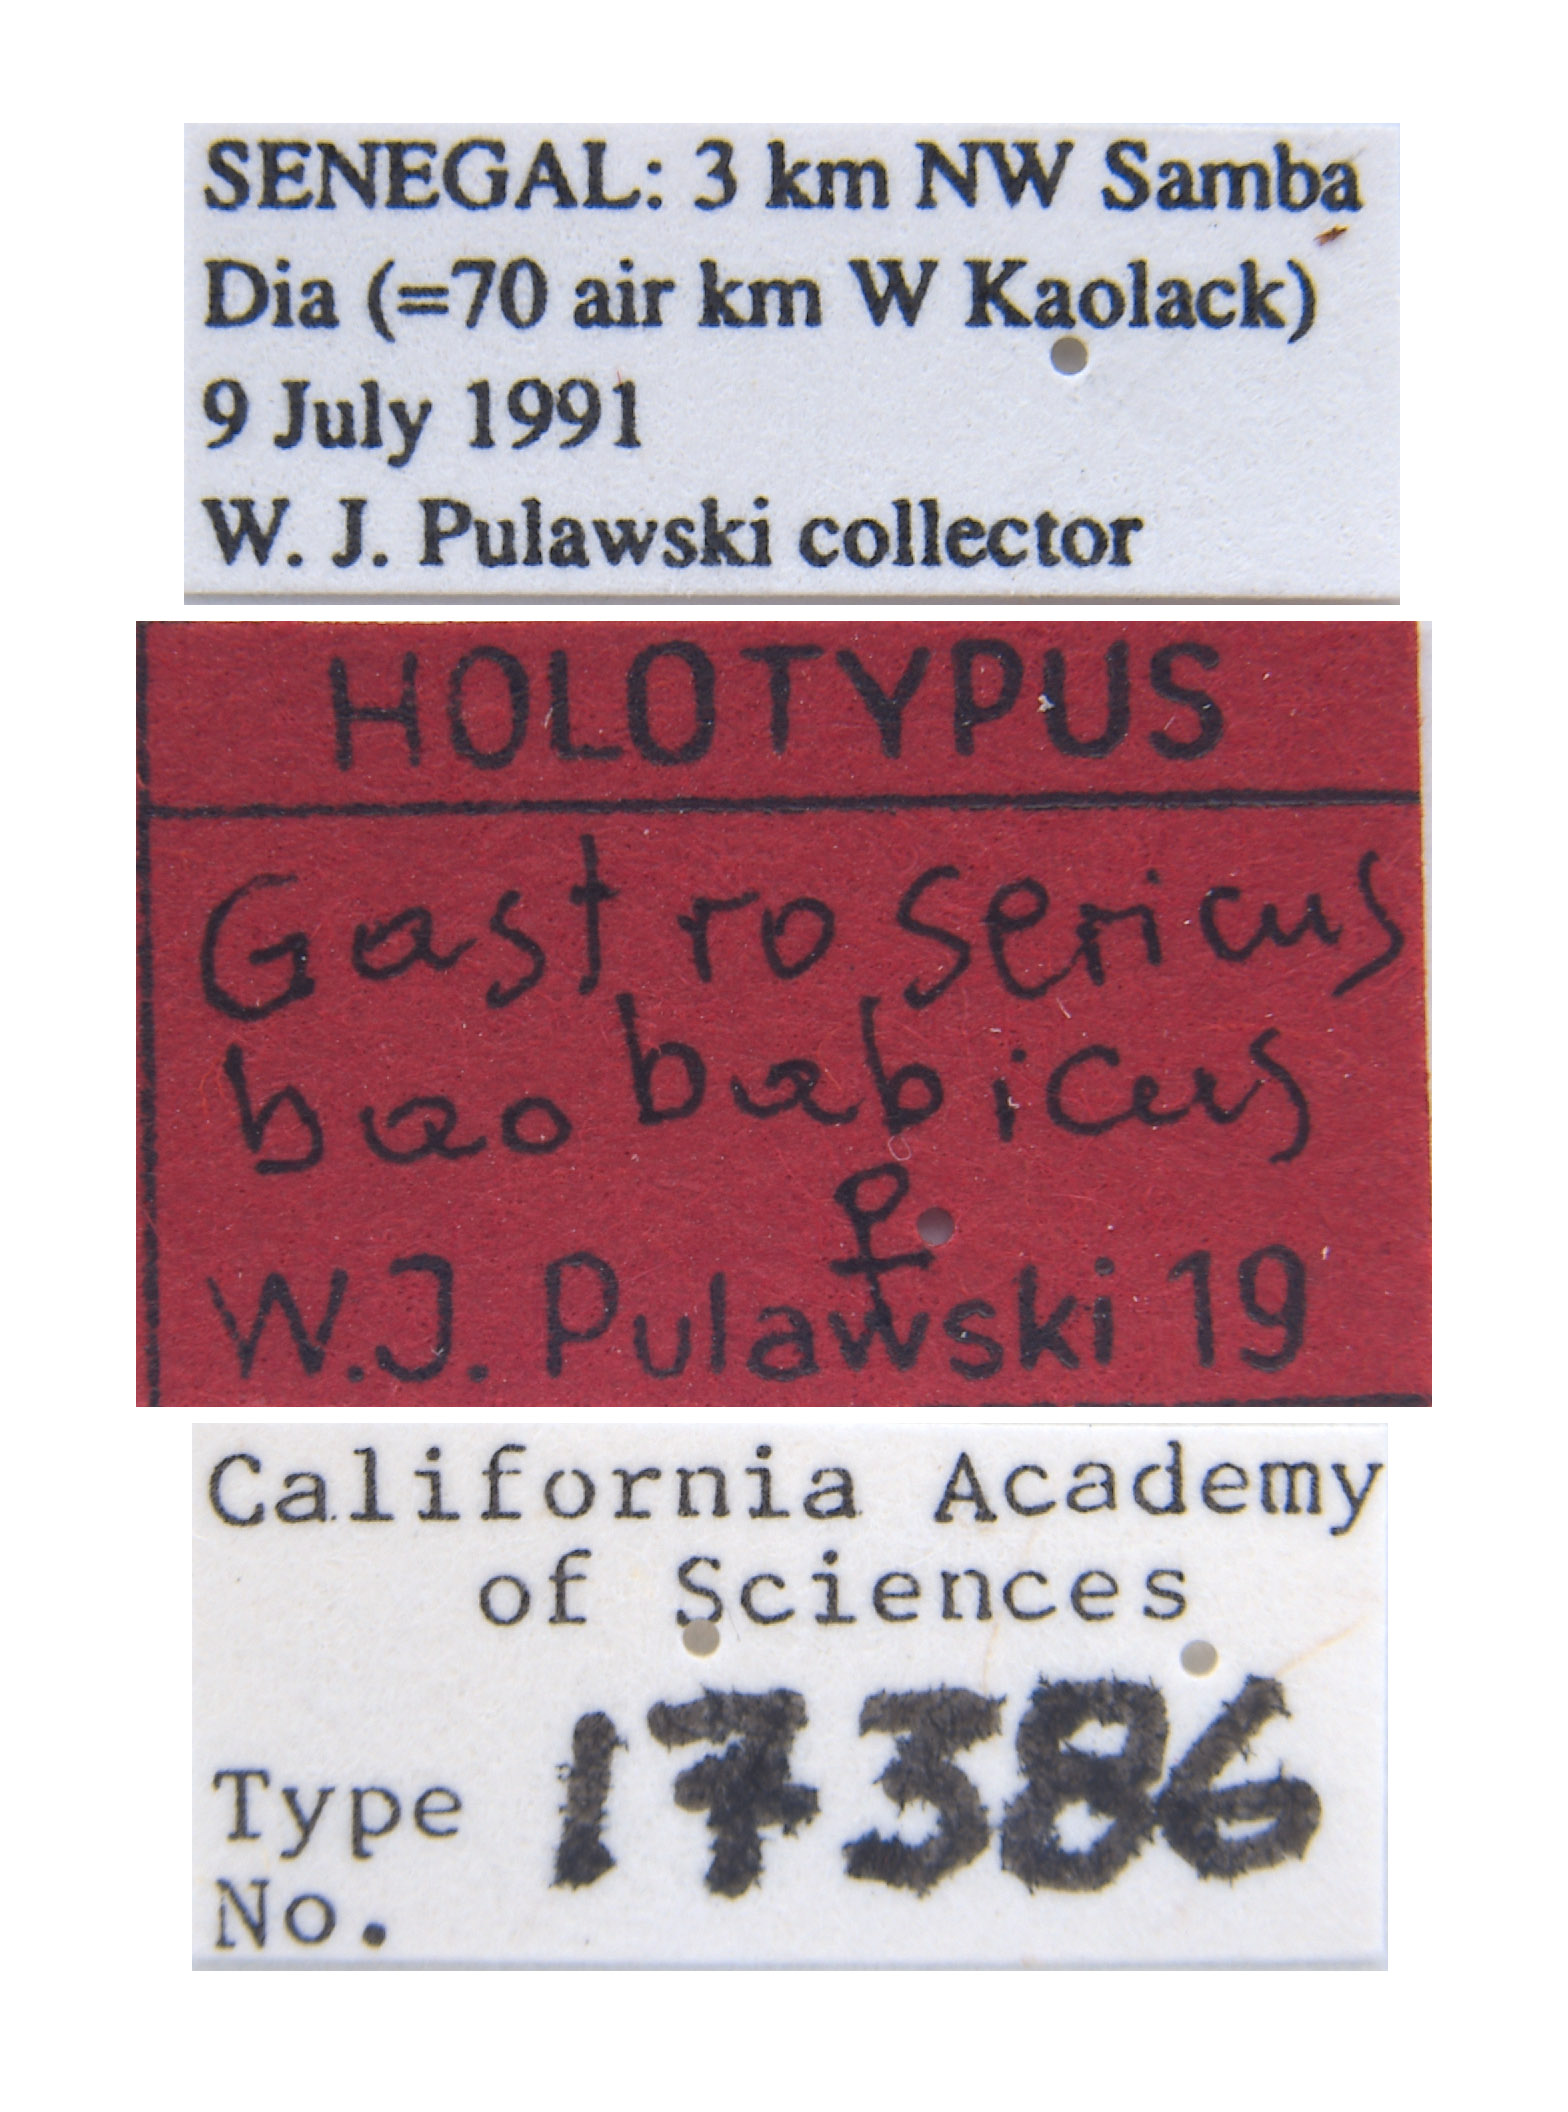 SENEGAL: 3 km NW Samba
Dia (=70 air km W Kaolack)
9 July 1991
W. J. Pulawski collector
HOLOTYPUS
Gastrosericus
baobabicus
♀
W.J. Pulawski 19
California Academy
of Sciences
Type 17386
No.